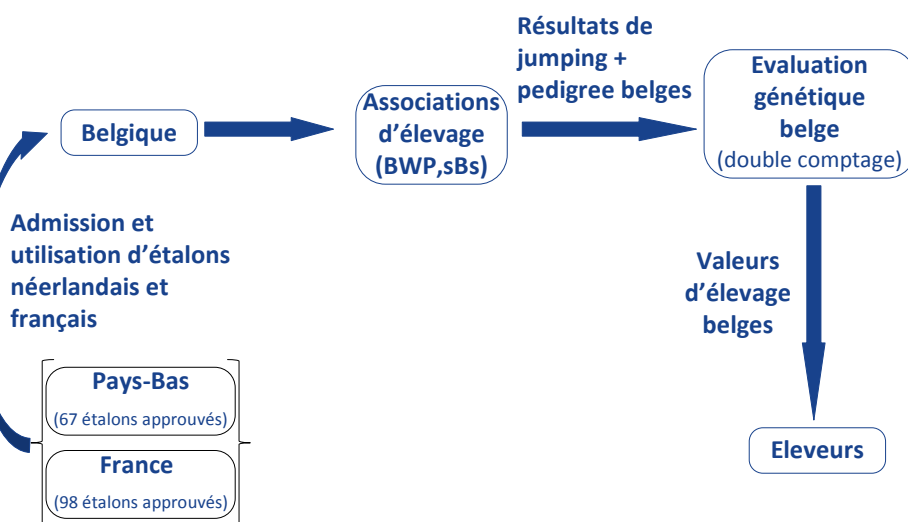 Résultats de
jumping +
pedigree belges
Belgique
Associations
d’élevage
(BWP,sBs)
Evaluation
génétique
belge
(double comptage)
Admission et
utilisation d’étalons
néerlandais et
français
Valeurs
d’élevage
belges
Pays-Bas
(67 étalons approuvés)
France
(98 étalons approuvés)
Eleveurs